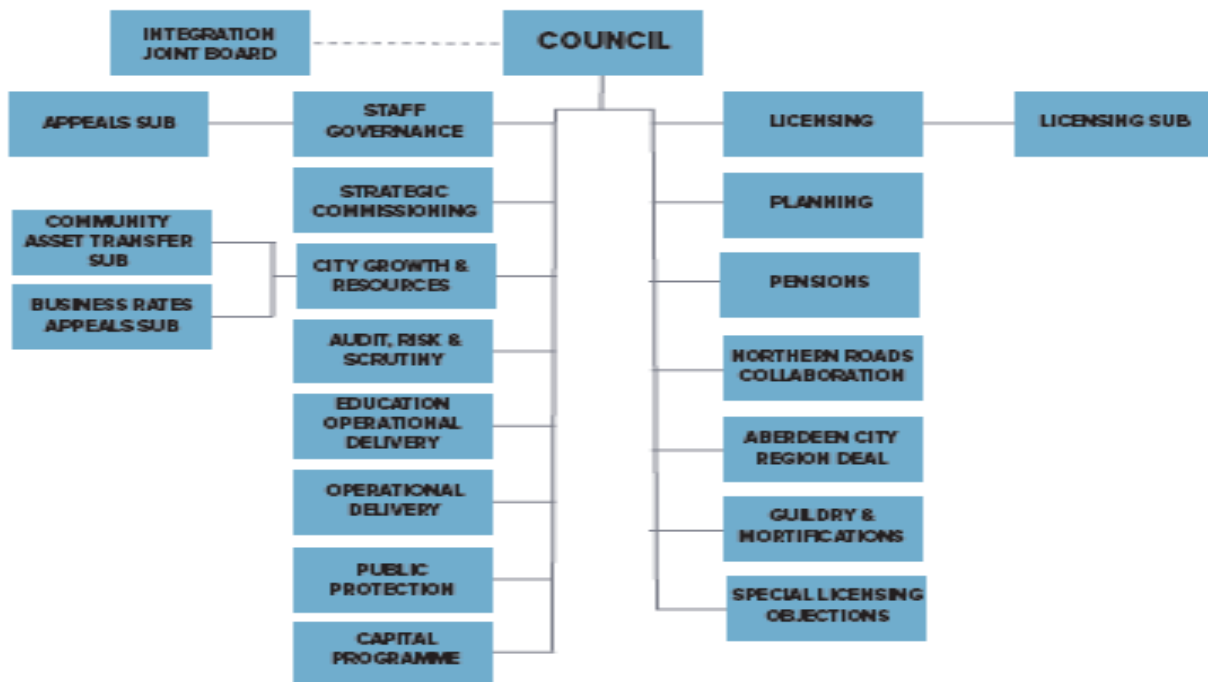 INTEGRATION
JOINT BOARD
COUNCIL
APPEALS SUB
STAFF
GOVERNANCE
LICENSING
LICENSING SUB
STRATEGIC
COMMISSIONING
PLANNING
COMMUNITY
ASSET TRANSFER
SUB
CITY GROWTH &
RESOURCES
PENSIONS
BUSINESS RATES
APPEALS SUB
AUDIT, RISK &
SCRUTINY
NORTHERN ROADS
COLLABORATION
EDUCATION
OPERATIONAL
DELIVERY
ABERDEEN CITY
REGION DEAL
OPERATIONAL
DELIVERY
GUILDRY &
MORTIFICATIONS
PUBLIC
PROTECTION
SPECIAL LICENSING
OBJECTIONS
CAPITAL
PROGRAMME